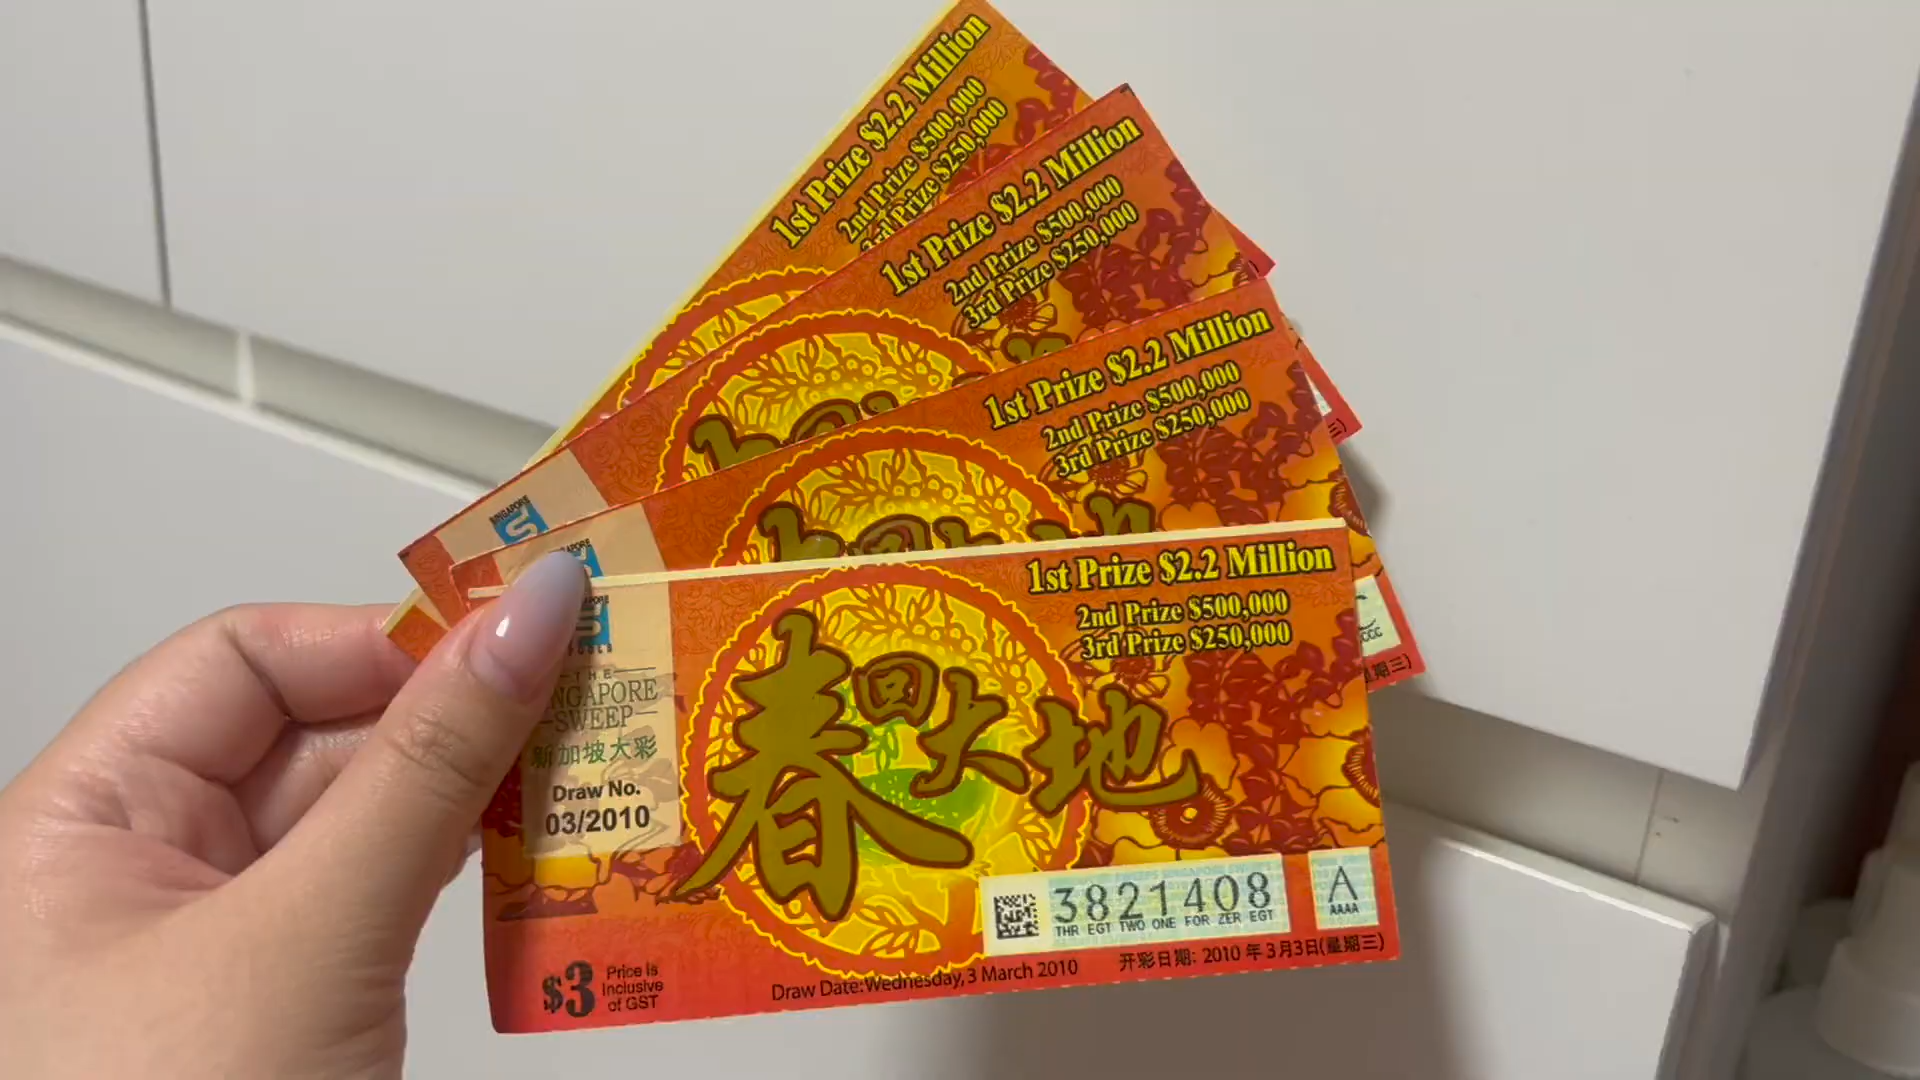 1st Prize $2.2 Million
2nd Prize $500,000
3rd Prize $250,000
1st Prize $2.2 Million
2nd Prize $500,000
3rd Prize $250,000
SINGAPORE
1st Prize $2.2 Million
2nd Prize $500,000
3rd Prize $250,000
CCC
星期三)
1st Prize $2.2 Million
2nd Prize $500,000
3rd Prize $250,000
THE
SINGAPORE
SWEEP
新加坡大彩
Draw No.
03/2010
春回大地
3821408
THR EGT TWO ONE FOR ZER EGT
A
AAAA
$3
Price is
Inclusive
of GST
Draw Date:Wednesday, 3 March 2010
开彩日期: 2010 年 3月3日(星期三)